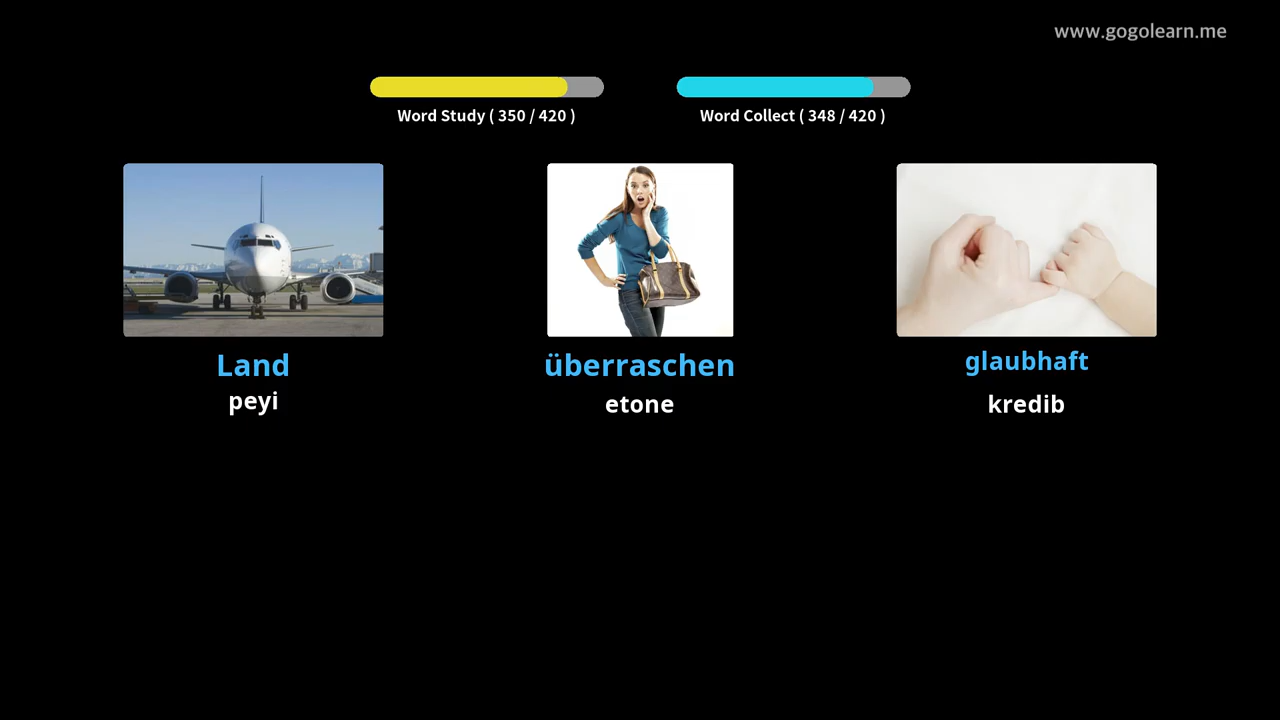 www.gogolearn.me
Word Study ( 350 / 420 )
Word Collect ( 348 / 420 )
Land
peyi
überraschen
etone
glaubhaft
kredib